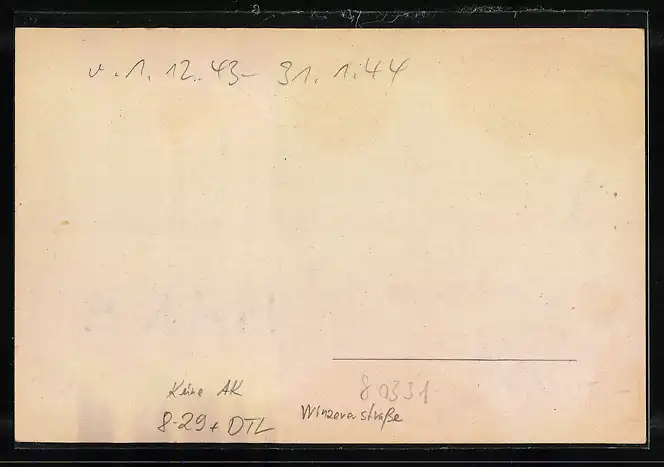 v. 1. 12. 43 - 31. 1. 44
Keine AK
80331
8-29 + DTL
Winzererstraße